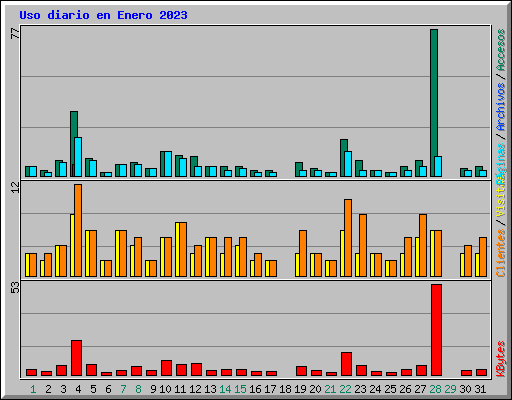 Uso diario en Enero 2023
77
12
53
Accesos
/
Archivos
/
Páginas
Visitas
/
Clientes
KBytes
1 2 3 4 5 6 7 8 9 10 11 12 13 14 15 16 17 18 19 20 21 22 23 24 25 26 27 28 29 30 31